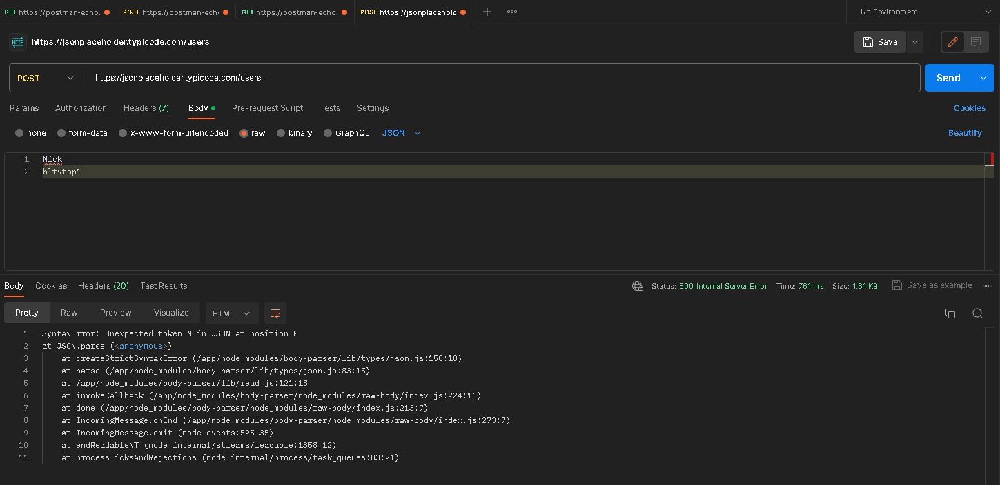 GET https://postman-echo. POST https://postman-ech GET https://postman-echo. POST https://jsonplacehold No Environment
HTTP https://jsonplaceholder.typicode.com/users Save
POST https://jsonplaceholder.typicode.com/users Send
Params Authorization Headers (7) Body Pre-request Script Tests Settings Cookies
none form-data x-www-form-urlencoded raw binary GraphQL JSON Beautify
1 Nick
2 hltvtop1
Body Cookies Headers (20) Test Results Status: 500 Internal Server Error Time: 761 ms Size: 1.61 KB Save as example
Pretty Raw Preview Visualize HTML
1 SyntaxError: Unexpected token N in JSON at position 0
2 at JSON.parse (<anonymous>)
3 at createStrictSyntaxError (/app/node_modules/body-parser/lib/types/json.js:158:10)
4 at parse (/app/node_modules/body-parser/lib/types/json.js:83:15)
5 at /app/node_modules/body-parser/lib/read.js:121:18
6 at invokeCallback (/app/node_modules/body-parser/node_modules/raw-body/index.js:224:16)
7 at done (/app/node_modules/body-parser/node_modules/raw-body/index.js:213:7)
8 at IncomingMessage.onEnd (/app/node_modules/body-parser/node_modules/raw-body/index.js:273:7)
9 at IncomingMessage.emit (node:events:525:35)
10 at endReadableNT (node:internal/streams/readable:1358:12)
11 at processTicksAndRejections (node:internal/process/task_queues:83:21)